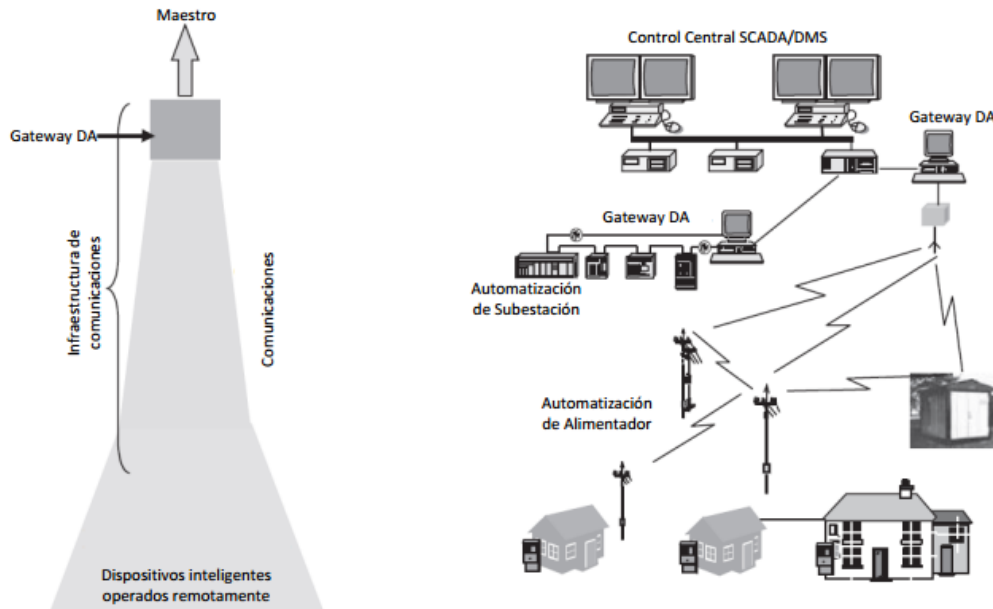 Maestro
Gateway DA
Infraestructura de
comunicaciones
Comunicaciones
Dispositivos inteligentes
operados remotamente
Control Central SCADA/DMS
Gateway DA
Gateway DA
Automatización
de Subestación
Automatización
de Alimentador